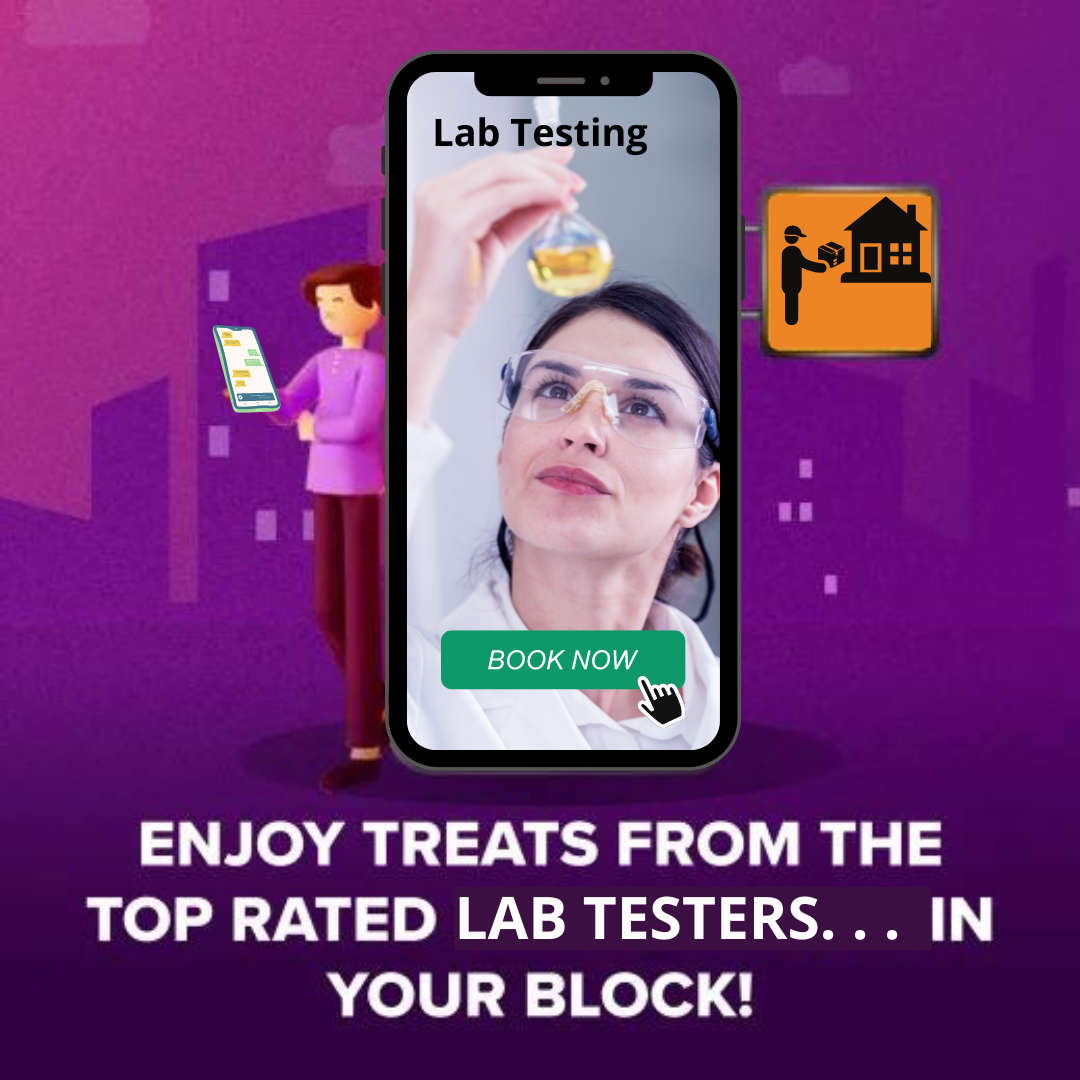 Lab Testing
BOOK NOW
ENJOY TREATS FROM THE
TOP RATED LAB TESTERS. . . IN
YOUR BLOCK!